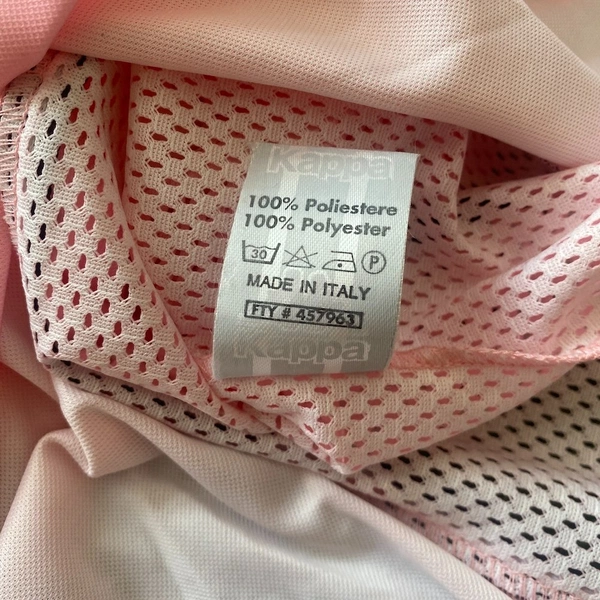 Kappa
100% Poliestere
100% Polyester
30 P
MADE IN ITALY
FTY # 457963
Kappa